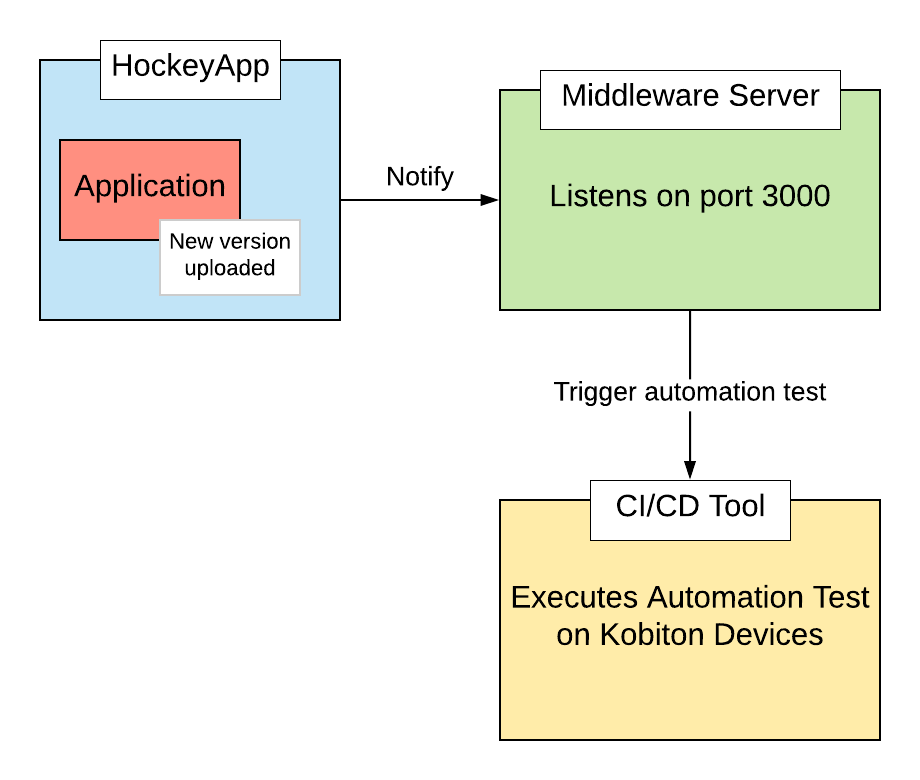 HockeyApp
Application
New version
uploaded
Notify
Middleware Server
Listens on port 3000
Trigger automation test
CI/CD Tool
Executes Automation Test
on Kobiton Devices